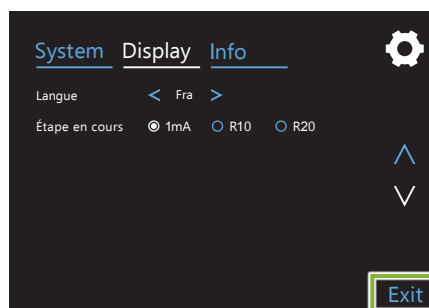 System Display Info
Langue < Fra >
Étape en cours 1mA R10 R20
Exit